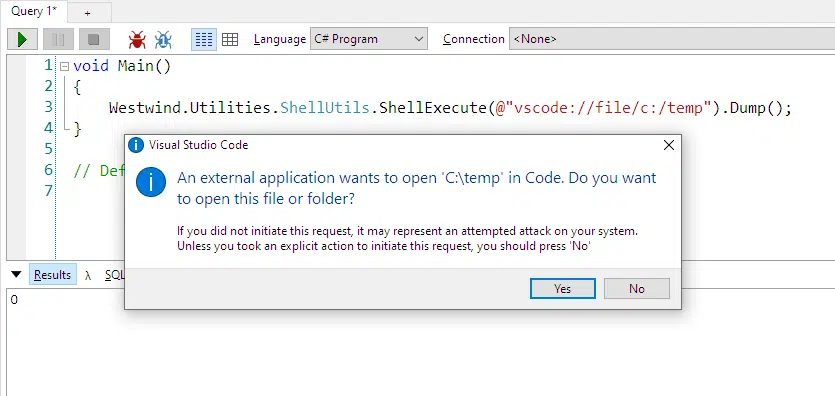 Query 1*
+
Language C# Program Connection <None>
1 void Main()
2 {
3 Westwind.Utilities.ShellUtils.ShellExecute(@"vscode://file/c:/temp").Dump();
4 }
5
6 // Def
7
Visual Studio Code
An external application wants to open 'C:\temp' in Code. Do you want
to open this file or folder?
If you did not initiate this request, it may represent an attempted attack on your system.
Unless you took an explicit action to initiate this request, you should press 'No'
Yes No
Results λ SQL
0